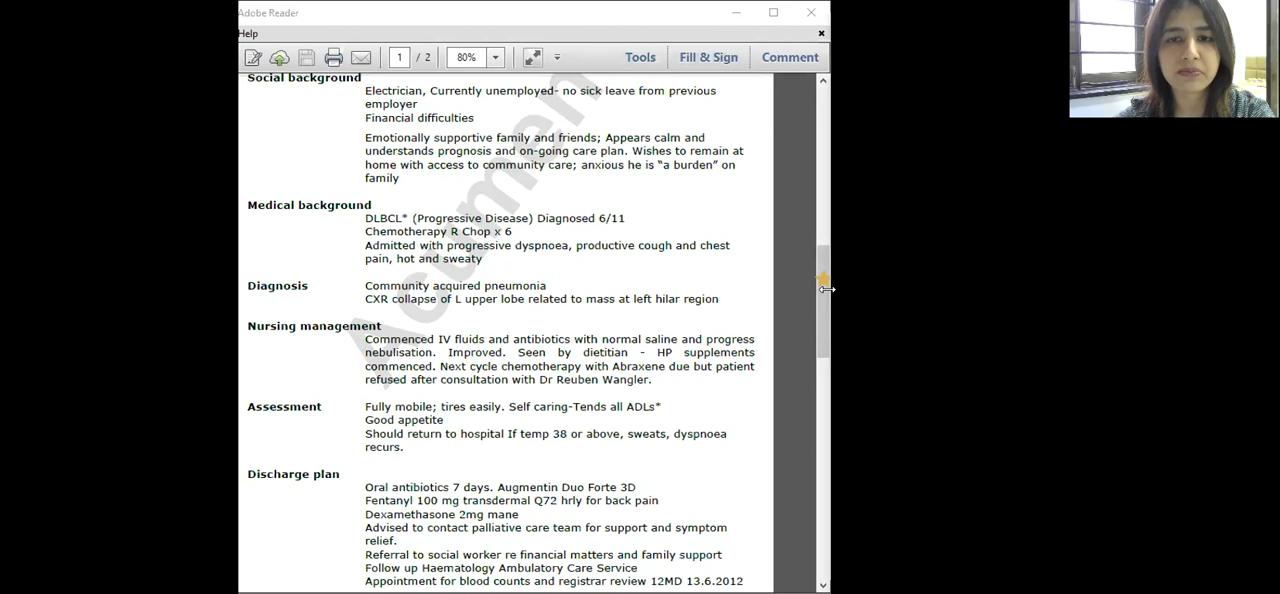 Adobe Reader
Help
1 / 2 80% Tools Fill & Sign Comment
Social background
Electrician, Currently unemployed- no sick leave from previous
employer
Financial difficulties
Emotionally supportive family and friends; Appears calm and
understands prognosis and on-going care plan. Wishes to remain at
home with access to community care; anxious he is “a burden” on
family
Medical background
DLBCL* (Progressive Disease) Diagnosed 6/11
Chemotherapy R Chop x 6
Admitted with progressive dyspnoea, productive cough and chest
pain, hot and sweaty
Diagnosis Community acquired pneumonia
CXR collapse of L upper lobe related to mass at left hilar region
Nursing management
Commenced IV fluids and antibiotics with normal saline and progress
nebulisation. Improved. Seen by dietitian - HP supplements
commenced. Next cycle chemotherapy with Abraxene due but patient
refused after consultation with Dr Reuben Wangler.
Assessment Fully mobile; tires easily. Self caring-Tends all ADLs*
Good appetite
Should return to hospital If temp 38 or above, sweats, dyspnoea
recurs.
Discharge plan
Oral antibiotics 7 days. Augmentin Duo Forte 3D
Fentanyl 100 mg transdermal Q72 hrly for back pain
Dexamethasone 2mg mane
Advised to contact palliative care team for support and symptom
relief.
Referral to social worker re financial matters and family support
Follow up Haematology Ambulatory Care Service
Appointment for blood counts and registrar review 12MD 13.6.2012
Acumen